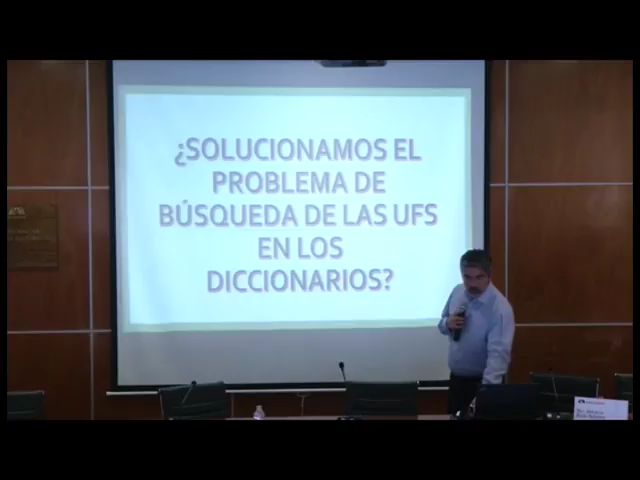 ¿SOLUCIONAMOS EL
PROBLEMA DE
BÚSQUEDA DE LAS UFS
EN LOS
DICCIONARIOS?